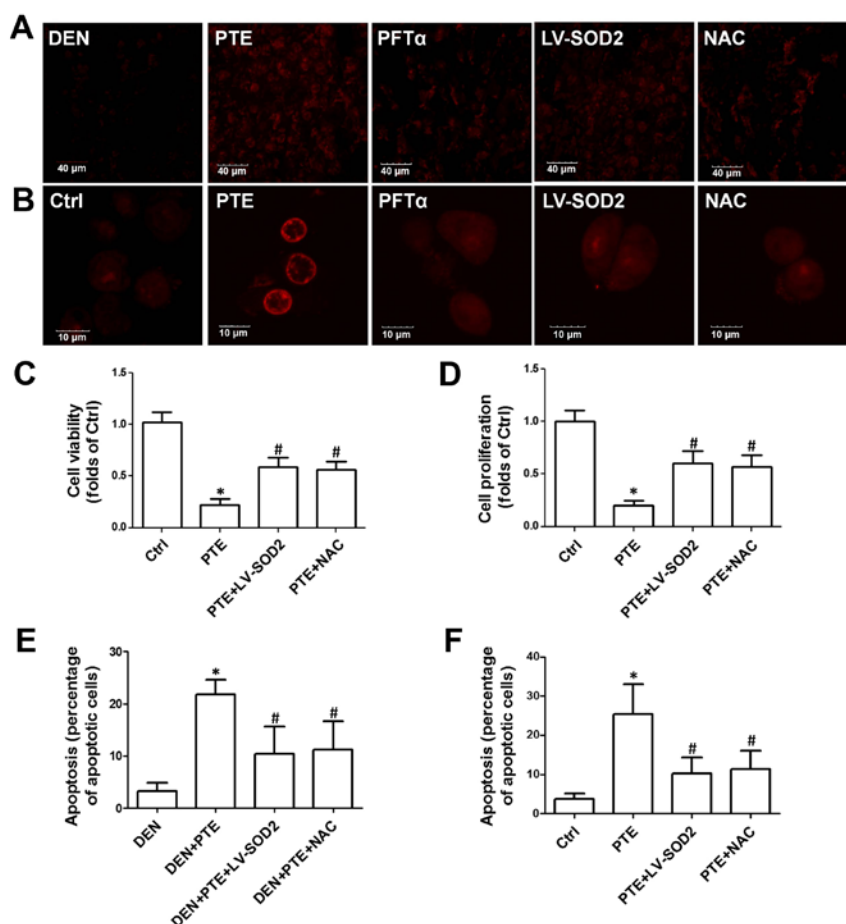 A
DEN
PTE
PFTα
LV-SOD2
NAC
40 µm
40 µm
40 µm
40 µm
40 µm
B
Ctrl
PTE
PFTα
LV-SOD2
NAC
10 µm
10 µm
10 µm
10 µm
10 µm
C
Cell viability
(folds of Ctrl)
1.5
1.0
0.5
0.0
*
#
#
Ctrl
PTE
PTE+LV-SOD2
PTE+NAC
D
Cell proliferation
(folds of Ctrl)
1.5
1.0
0.5
0.0
*
#
#
Ctrl
PTE
PTE+LV-SOD2
PTE+NAC
E
Apoptosis (percentage
of apoptotic cells)
30
20
10
0
*
#
#
DEN
DEN+PTE
DEN+PTE+LV-SOD2
DEN+PTE+NAC
F
Apoptosis (percentage
of apoptotic cells)
40
30
20
10
0
*
#
#
Ctrl
PTE
PTE+LV-SOD2
PTE+NAC